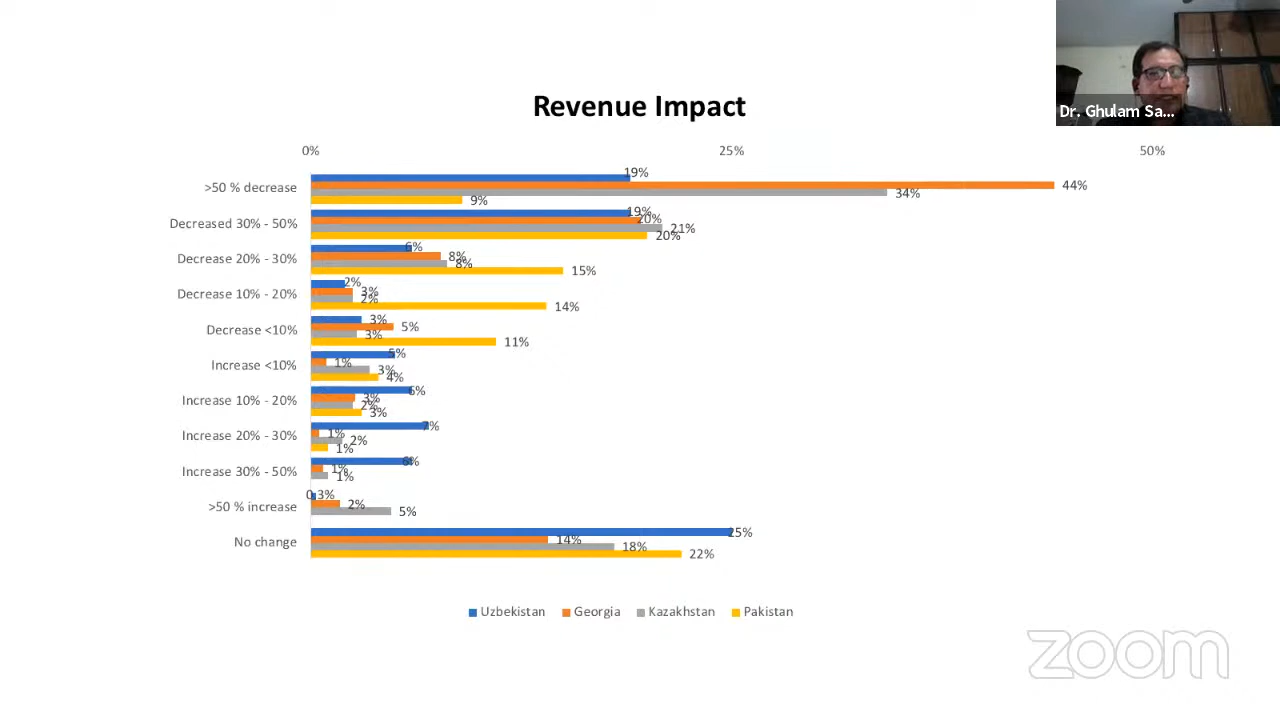 Dr. Ghulam Sa...
Revenue Impact
0% 25% 50%
>50 % decrease 19% 44% 34% 9%
Decreased 30% - 50% 19% 20% 21% 20%
Decrease 20% - 30% 6% 8% 8% 15%
Decrease 10% - 20% 2% 3% 2% 14%
Decrease <10% 3% 5% 3% 11%
Increase <10% 5% 1% 3% 4%
Increase 10% - 20% 6% 3% 2% 3%
Increase 20% - 30% 7% 1% 2% 1%
Increase 30% - 50% 6% 1% 1%
>50 % increase 0.3% 2% 5%
No change 25% 14% 18% 22%
Uzbekistan Georgia Kazakhstan Pakistan
zoom